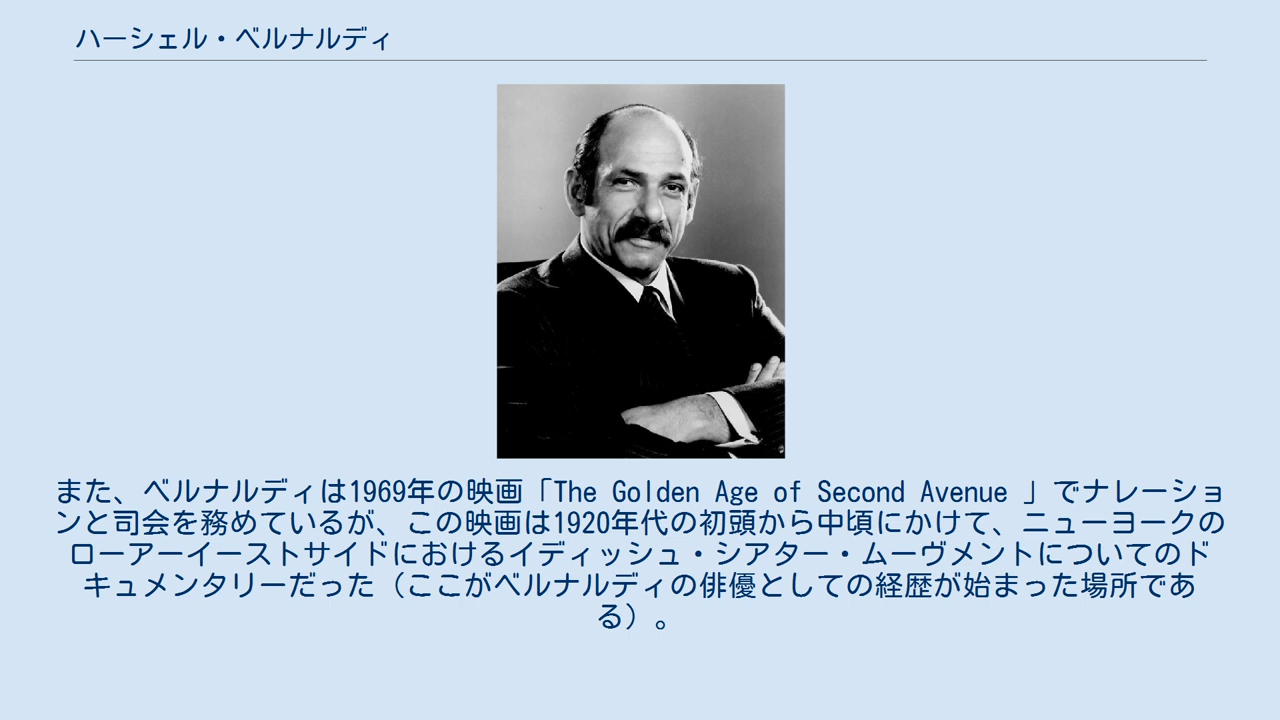 ハーシェル・ベルナルディ
また、ベルナルディは1969年の映画「The Golden Age of Second Avenue 」でナレーショ
ンと司会を務めているが、この映画は1920年代の初頭から中頃にかけて、ニューヨークの
ローアーイーストサイドにおけるイディッシュ・シアター・ムーヴメントについてのド
キュメンタリーだった（ここがベルナルディの俳優としての経歴が始まった場所であ
る）。